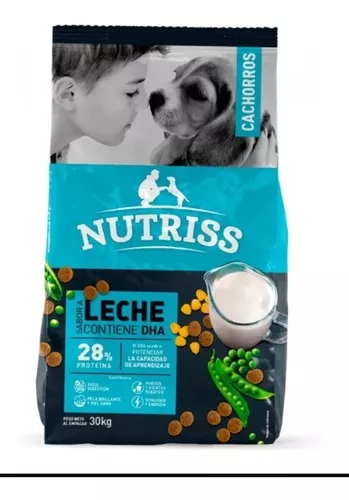 CACHORROS
NUTRISS
SABOR A
LECHE
CONTIENE DHA
28%
PROTEÍNA
El DHA ayuda a
POTENCIAR
LA CAPACIDAD
DE APRENDIZAJE
FÁCIL
DIGESTIÓN
HUESOS
Y DIENTES
FUERTES
PELO BRILLANTE
Y PIEL SANA
VITALIDAD
Y ENERGÍA
PESO NETO
AL EMPACAR
30kg